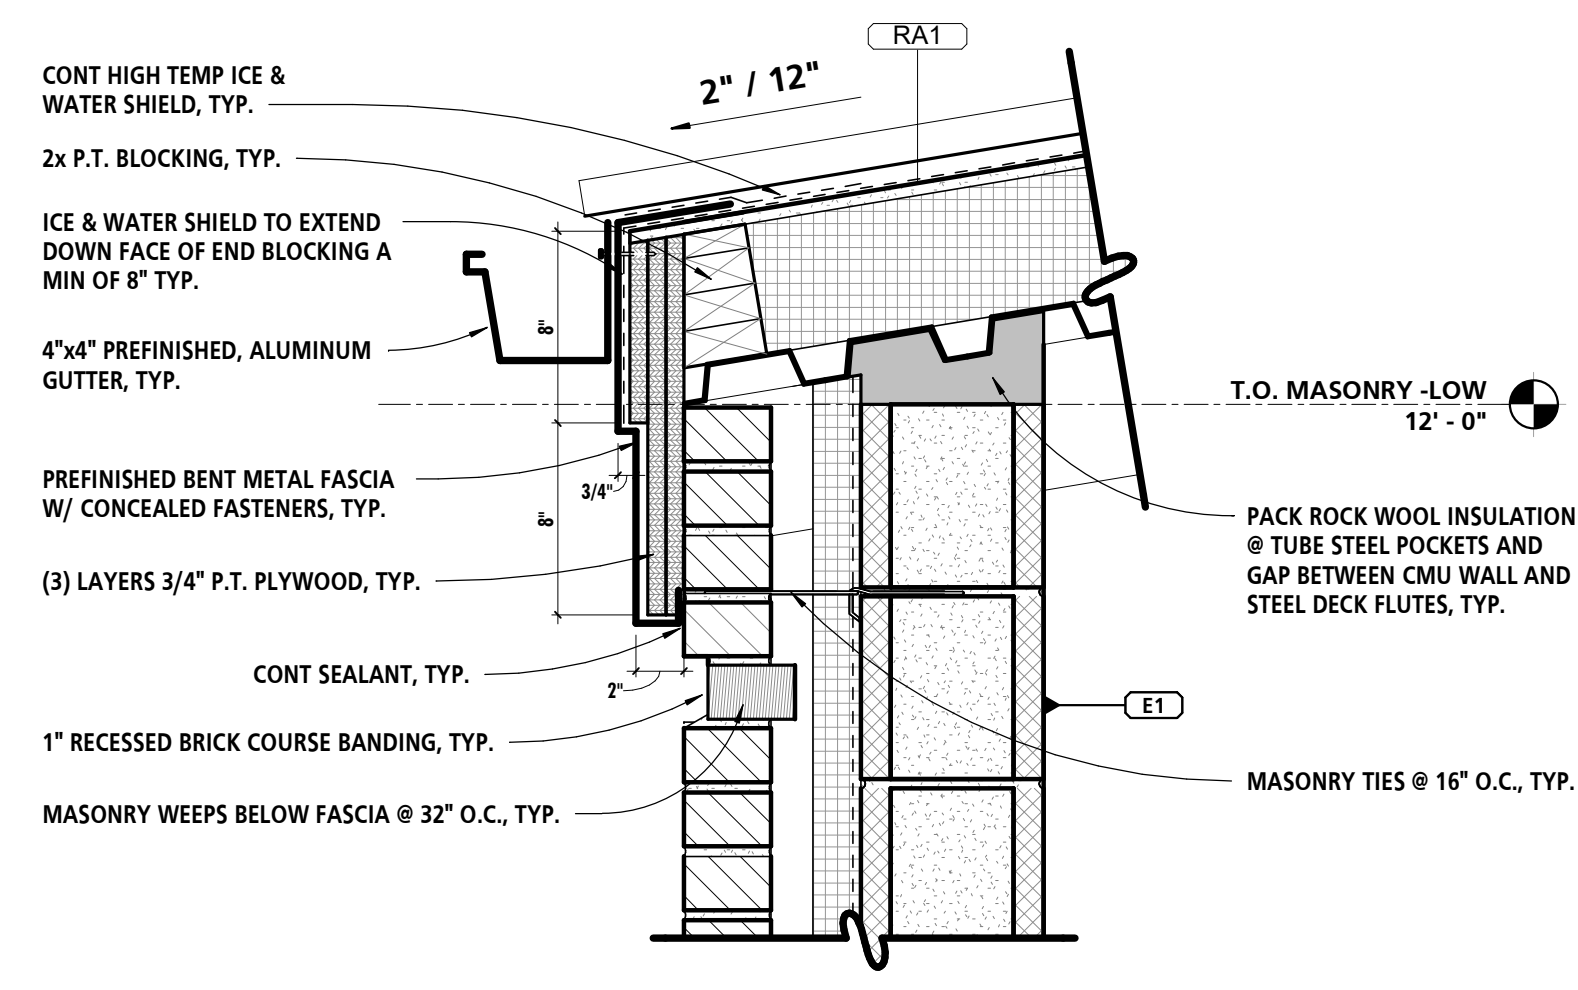 RA1
2" / 12"
CONT HIGH TEMP ICE &
WATER SHIELD, TYP.
2x P.T. BLOCKING, TYP.
ICE & WATER SHIELD TO EXTEND
DOWN FACE OF END BLOCKING A
MIN OF 8" TYP.
8"
4"x4" PREFINISHED, ALUMINUM
GUTTER, TYP.
T.O. MASONRY -LOW
12' - 0"
PREFINISHED BENT METAL FASCIA
W/ CONCEALED FASTENERS, TYP.
3/4"
8"
PACK ROCK WOOL INSULATION
@ TUBE STEEL POCKETS AND
GAP BETWEEN CMU WALL AND
STEEL DECK FLUTES, TYP.
(3) LAYERS 3/4" P.T. PLYWOOD, TYP.
CONT SEALANT, TYP.
2"
E1
1" RECESSED BRICK COURSE BANDING, TYP.
MASONRY TIES @ 16" O.C., TYP.
MASONRY WEEPS BELOW FASCIA @ 32" O.C., TYP.